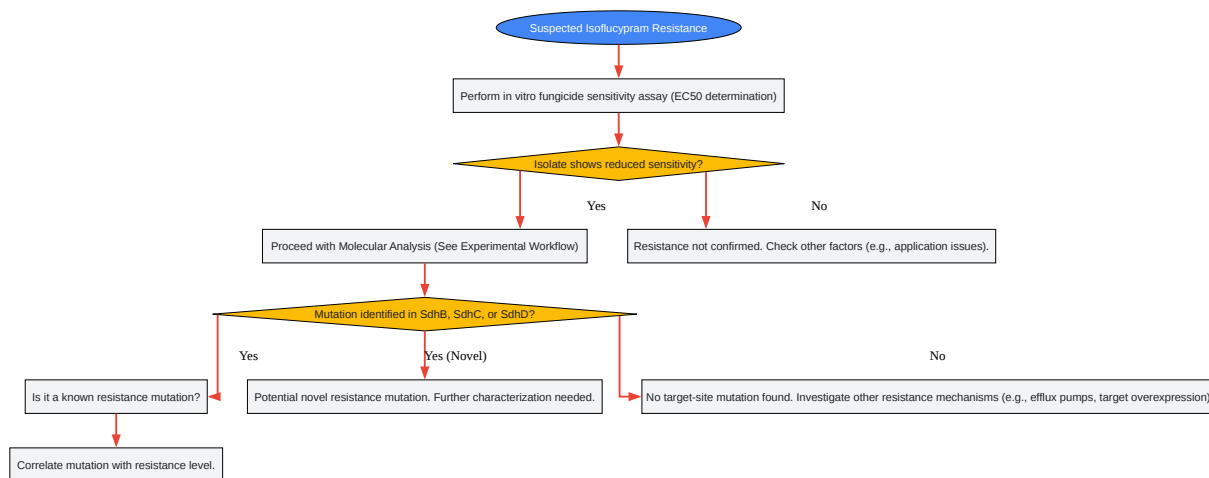 Suspected Isoflucypram Resistance
Perform in vitro fungicide sensitivity assay (EC50 determination)
Isolate shows reduced sensitivity?
Yes
No
Proceed with Molecular Analysis (See Experimental Workflow)
Resistance not confirmed. Check other factors (e.g., application issues).
Mutation identified in SdhB, SdhC, or SdhD?
Yes
Yes (Novel)
No
Is it a known resistance mutation?
Potential novel resistance mutation. Further characterization needed.
No target-site mutation found. Investigate other resistance mechanisms (e.g., efflux pumps, target overexpression)
Correlate mutation with resistance level.